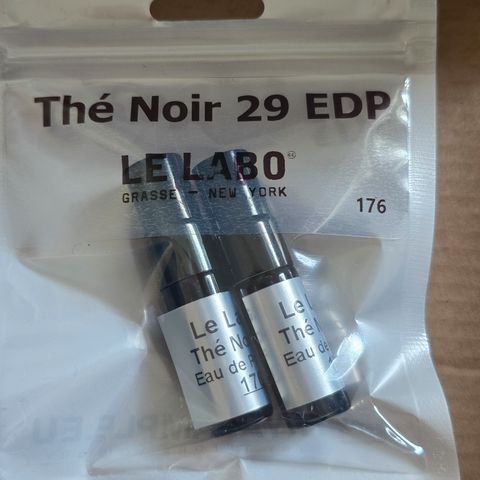 Thé Noir 29 EDP
LE LABO
GRASSE - NEW YORK
176
Le La
Thé No
Eau de P
17
Le L
Thé N
Eau de